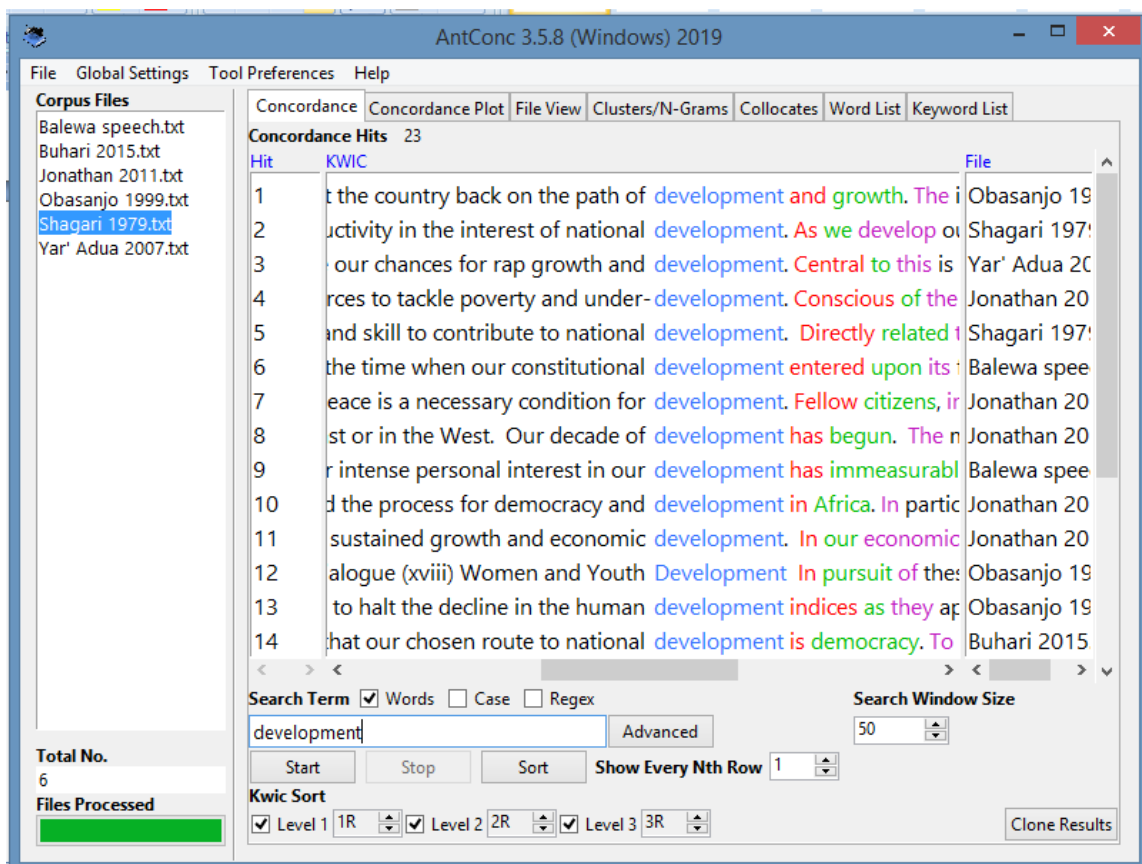 AntConc 3.5.8 (Windows) 2019
File Global Settings Tool Preferences Help
Corpus Files
Balewa speech.txt
Buhari 2015.txt
Jonathan 2011.txt
Obasanjo 1999.txt
Shagari 1979.txt
Yar' Adua 2007.txt
Total No.
6
Files Processed
Concordance Concordance Plot File View Clusters/N-Grams Collocates Word List Keyword List
Concordance Hits 23
Hit KWIC File
1 t the country back on the path of development and growth. The i Obasanjo 19
2 uctivity in the interest of national development. As we develop ou Shagari 197
3 our chances for rap growth and development. Central to this is Yar' Adua 20
4 rces to tackle poverty and under-development. Conscious of the Jonathan 20
5 and skill to contribute to national development. Directly related t Shagari 197
6 the time when our constitutional development entered upon its Balewa spee
7 eace is a necessary condition for development. Fellow citizens, in Jonathan 20
8 st or in the West. Our decade of development has begun. The n Jonathan 20
9 r intense personal interest in our development has immeasurabl Balewa spee
10 d the process for democracy and development in Africa. In partic Jonathan 20
11 sustained growth and economic development. In our economic Jonathan 20
12 alogue (xviii) Women and Youth Development In pursuit of thes Obasanjo 19
13 to halt the decline in the human development indices as they ap Obasanjo 19
14 that our chosen route to national development is democracy. To Buhari 2015
Search Term Words Case Regex Search Window Size
development Advanced 50
Start Stop Sort Show Every Nth Row 1
Kwic Sort
Level 1 1R Level 2 2R Level 3 3R Clone Results